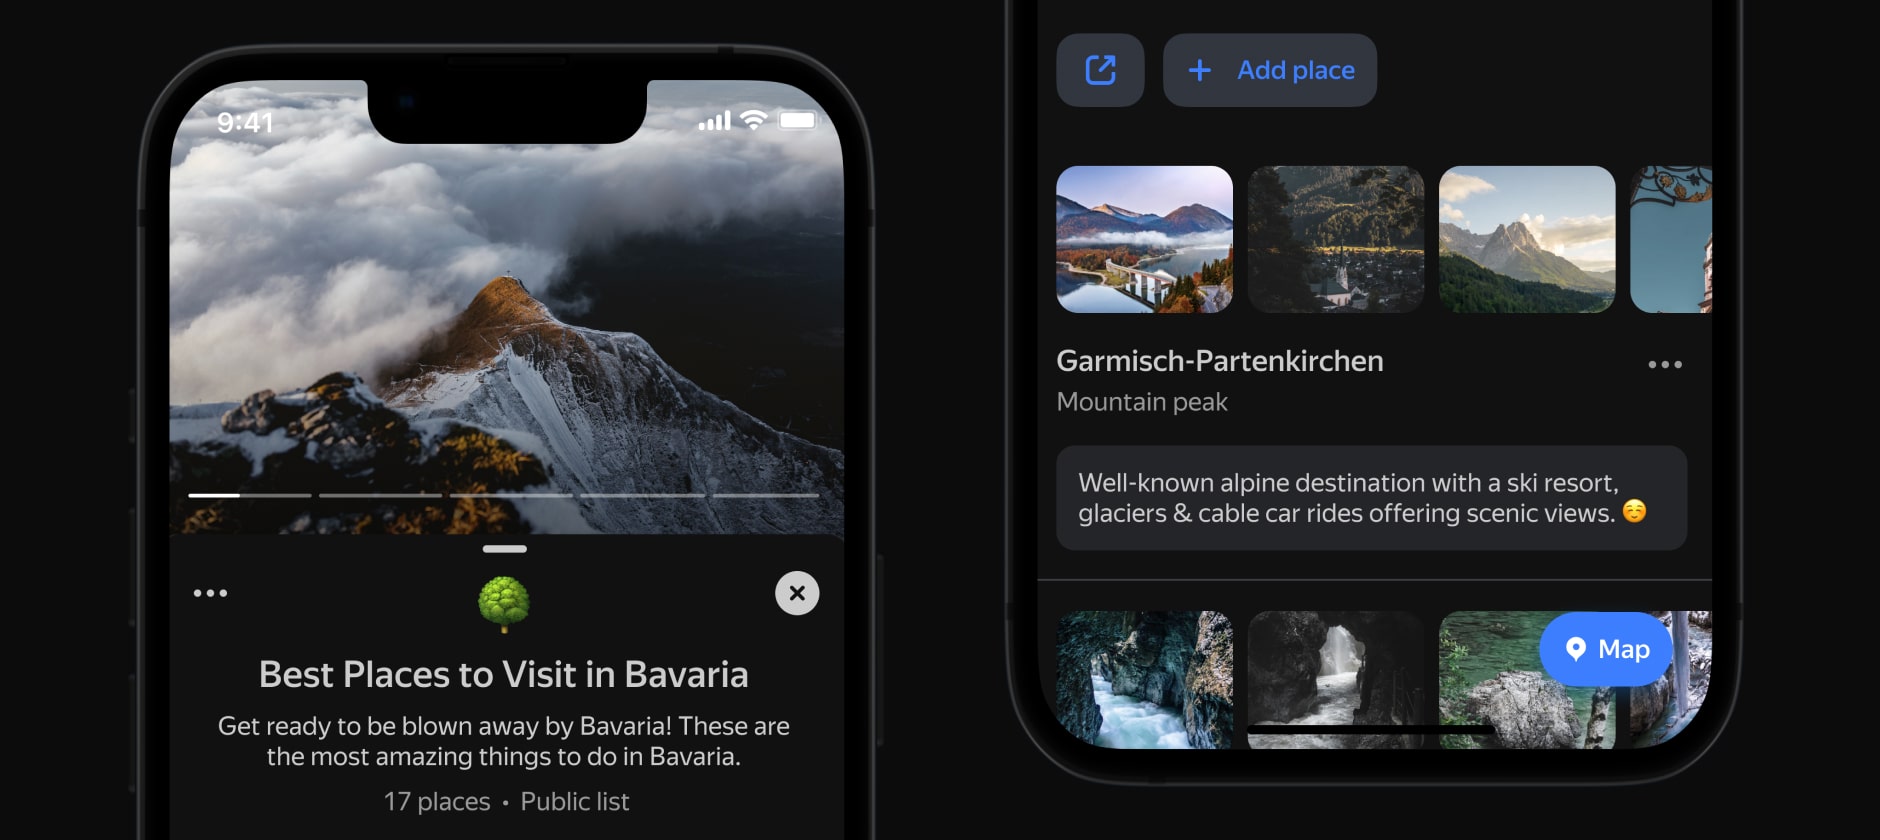 9:41
Best Places to Visit in Bavaria
Get ready to be blown away by Bavaria! These are
the most amazing things to do in Bavaria.
17 places • Public list
Add place
Garmisch-Partenkirchen
Mountain peak
Well-known alpine destination with a ski resort,
glaciers & cable car rides offering scenic views. ☺️
Map